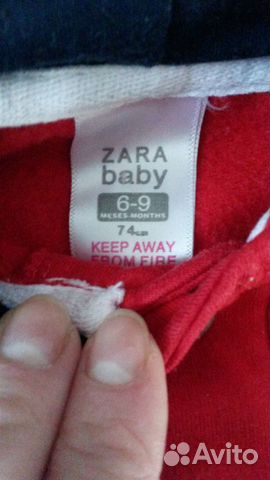 ZARA
baby
6-9
MESES-MONTHS
74cm
KEEP AWAY
FROM FIRE
Avito